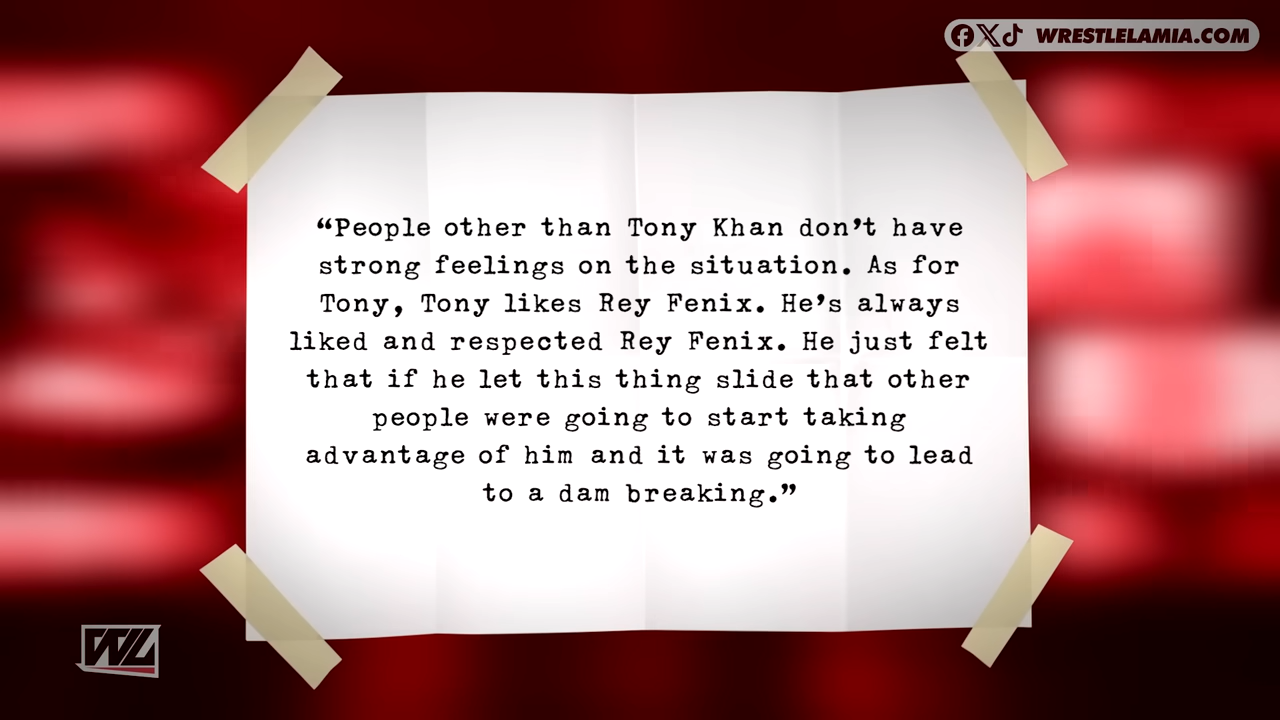 WRESTLELAMIA.COM
“People other than Tony Khan don’t have
strong feelings on the situation. As for
Tony, Tony likes Rey Fenix. He’s always
liked and respected Rey Fenix. He just felt
that if he let this thing slide that other
people were going to start taking
advantage of him and it was going to lead
to a dam breaking.”
WL